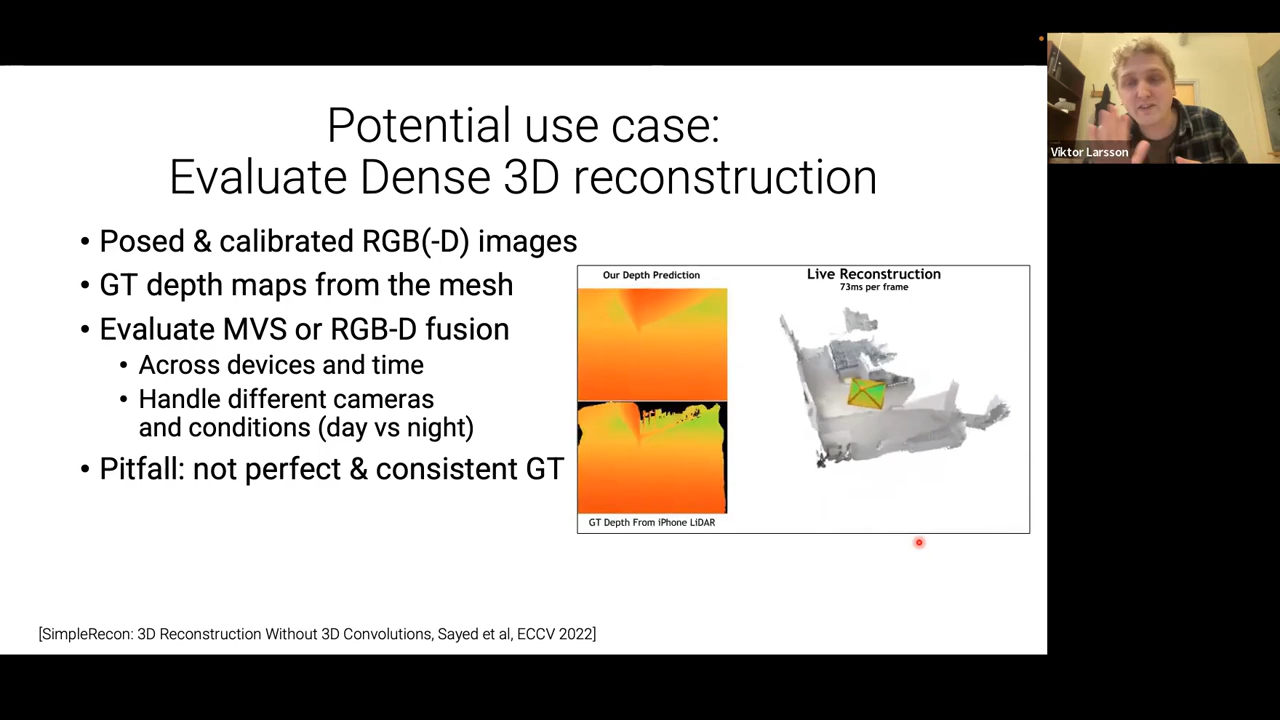 Potential use case:
Evaluate Dense 3D reconstruction
• Posed & calibrated RGB(-D) images
• GT depth maps from the mesh
• Evaluate MVS or RGB-D fusion
• Across devices and time
• Handle different cameras
and conditions (day vs night)
• Pitfall: not perfect & consistent GT
Our Depth Prediction
GT Depth From iPhone LiDAR
Live Reconstruction
73ms per frame
[SimpleRecon: 3D Reconstruction Without 3D Convolutions, Sayed et al, ECCV 2022]
Viktor Larsson